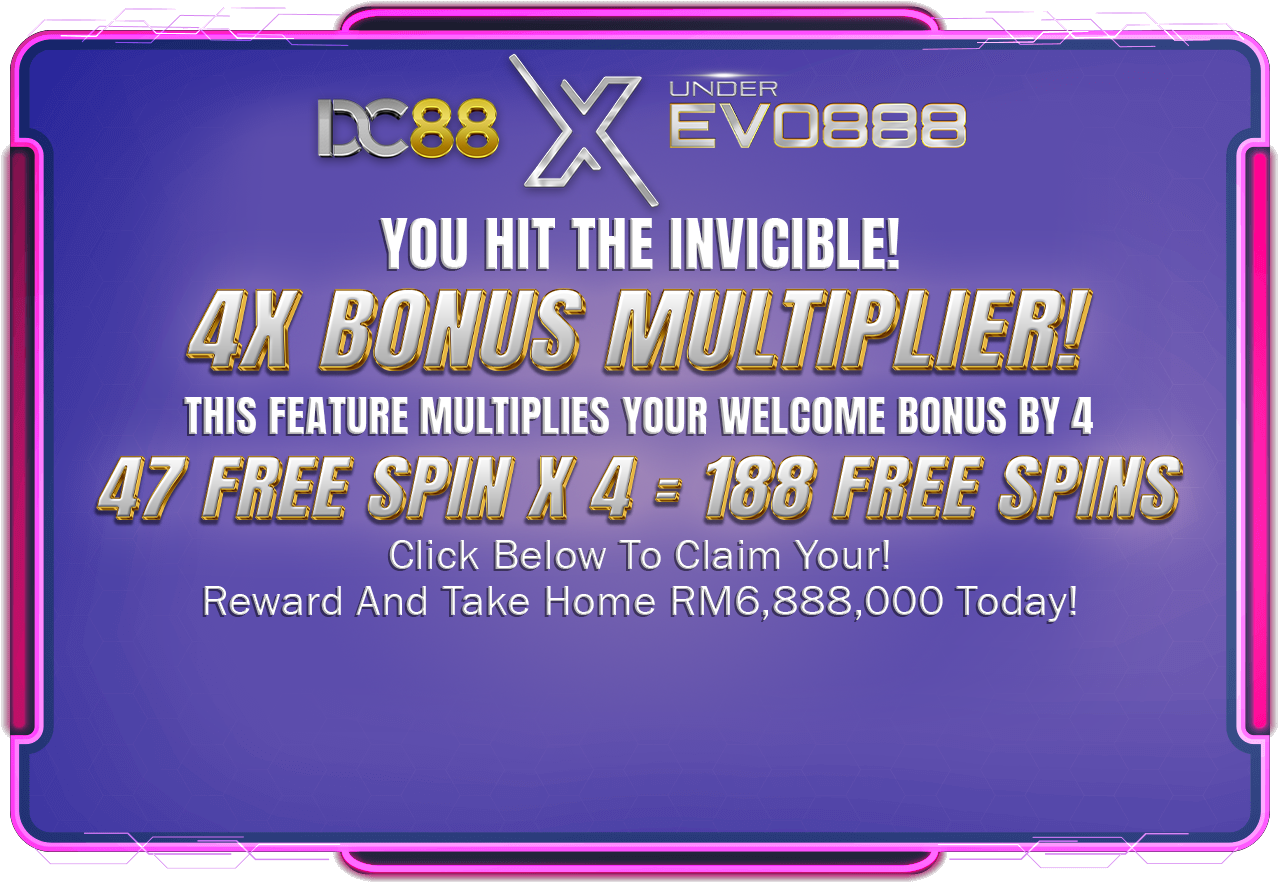 DC88 X UNDER EVO888
YOU HIT THE INVICIBLE!
4X BONUS MULTIPLIER!
THIS FEATURE MULTIPLIES YOUR WELCOME BONUS BY 4
47 FREE SPIN X 4 = 188 FREE SPINS
Click Below To Claim Your!
Reward And Take Home RM6,888,000 Today!